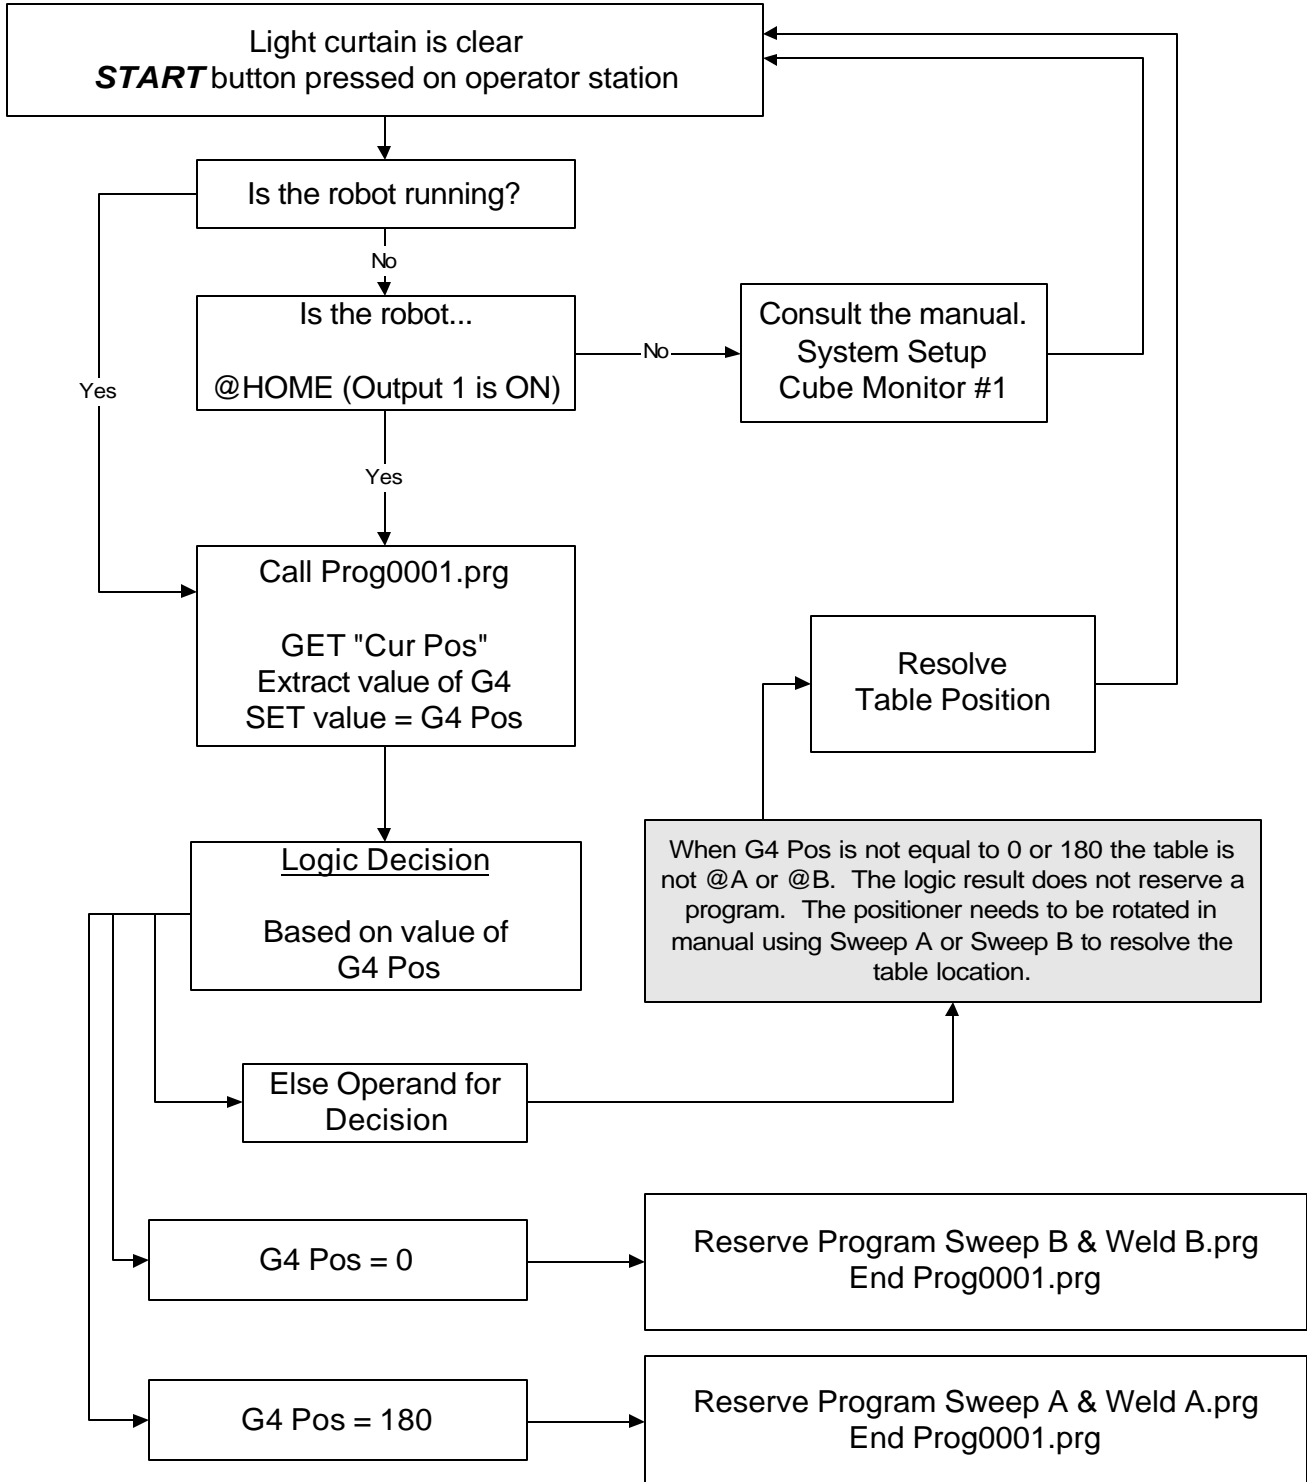 Light curtain is clear
START button pressed on operator station
Is the robot running?
No
Is the robot...
@HOME (Output 1 is ON)
No
Consult the manual.
System Setup
Cube Monitor #1
Yes
Yes
Call Prog0001.prg
GET "Cur Pos"
Extract value of G4
SET value = G4 Pos
Resolve
Table Position
Logic Decision
Based on value of
G4 Pos
When G4 Pos is not equal to 0 or 180 the table is
not @A or @B. The logic result does not reserve a
program. The positioner needs to be rotated in
manual using Sweep A or Sweep B to resolve the
table location.
Else Operand for
Decision
G4 Pos = 0
Reserve Program Sweep B & Weld B.prg
End Prog0001.prg
G4 Pos = 180
Reserve Program Sweep A & Weld A.prg
End Prog0001.prg